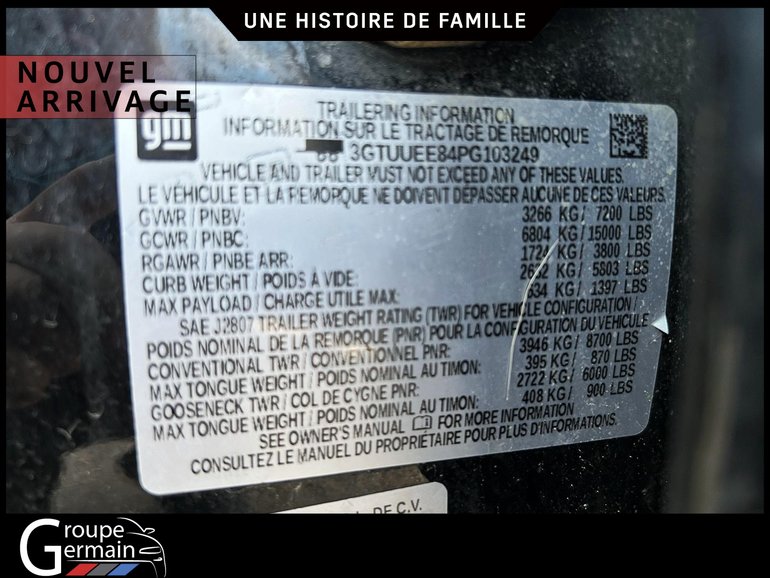 UNE HISTOIRE DE FAMILLE
NOUVEL
ARRIVAGE
gm
TRAILERING INFORMATION
INFORMATION SUR LE TRACTAGE DE REMORQUE
3GTUUEE84PG103249
VEHICLE AND TRAILER MUST NOT EXCEED ANY OF THESE VALUES.
LE VÉHICULE ET LA REMORQUE NE DOIVENT DÉPASSER AUCUNE DE CES VALEURS.
GVWR / PNBV: 3266 KG / 7200 LBS
GCWR / PNBC: 6804 KG / 15000 LBS
RGAWR / PNBE ARR: 1724 KG / 3800 LBS
CURB WEIGHT / POIDS À VIDE: KG / 5803 LBS
MAX PAYLOAD / CHARGE UTILE MAX: 634 KG / 1397 LBS
SAE J2807 TRAILER WEIGHT RATING (TWR) FOR VEHICLE CONFIGURATION /
POIDS NOMINAL DE LA REMORQUE (PNR) POUR LA CONFIGURATION DU VÉHICULE
CONVENTIONAL TWR / CONVENTIONNEL PNR: 3946 KG / 8700 LBS
MAX TONGUE WEIGHT / POIDS NOMINAL AU TIMON: 395 KG / 870 LBS
GOOSENECK TWR / COL DE CYGNE PNR: 2722 KG / 6000 LBS
MAX TONGUE WEIGHT / POIDS NOMINAL AU TIMON: 408 KG / 900 LBS
SEE OWNER'S MANUAL FOR MORE INFORMATION
CONSULTEZ LE MANUEL DU PROPRIÉTAIRE POUR PLUS D'INFORMATIONS.
DE C.V.
Groupe
Germain